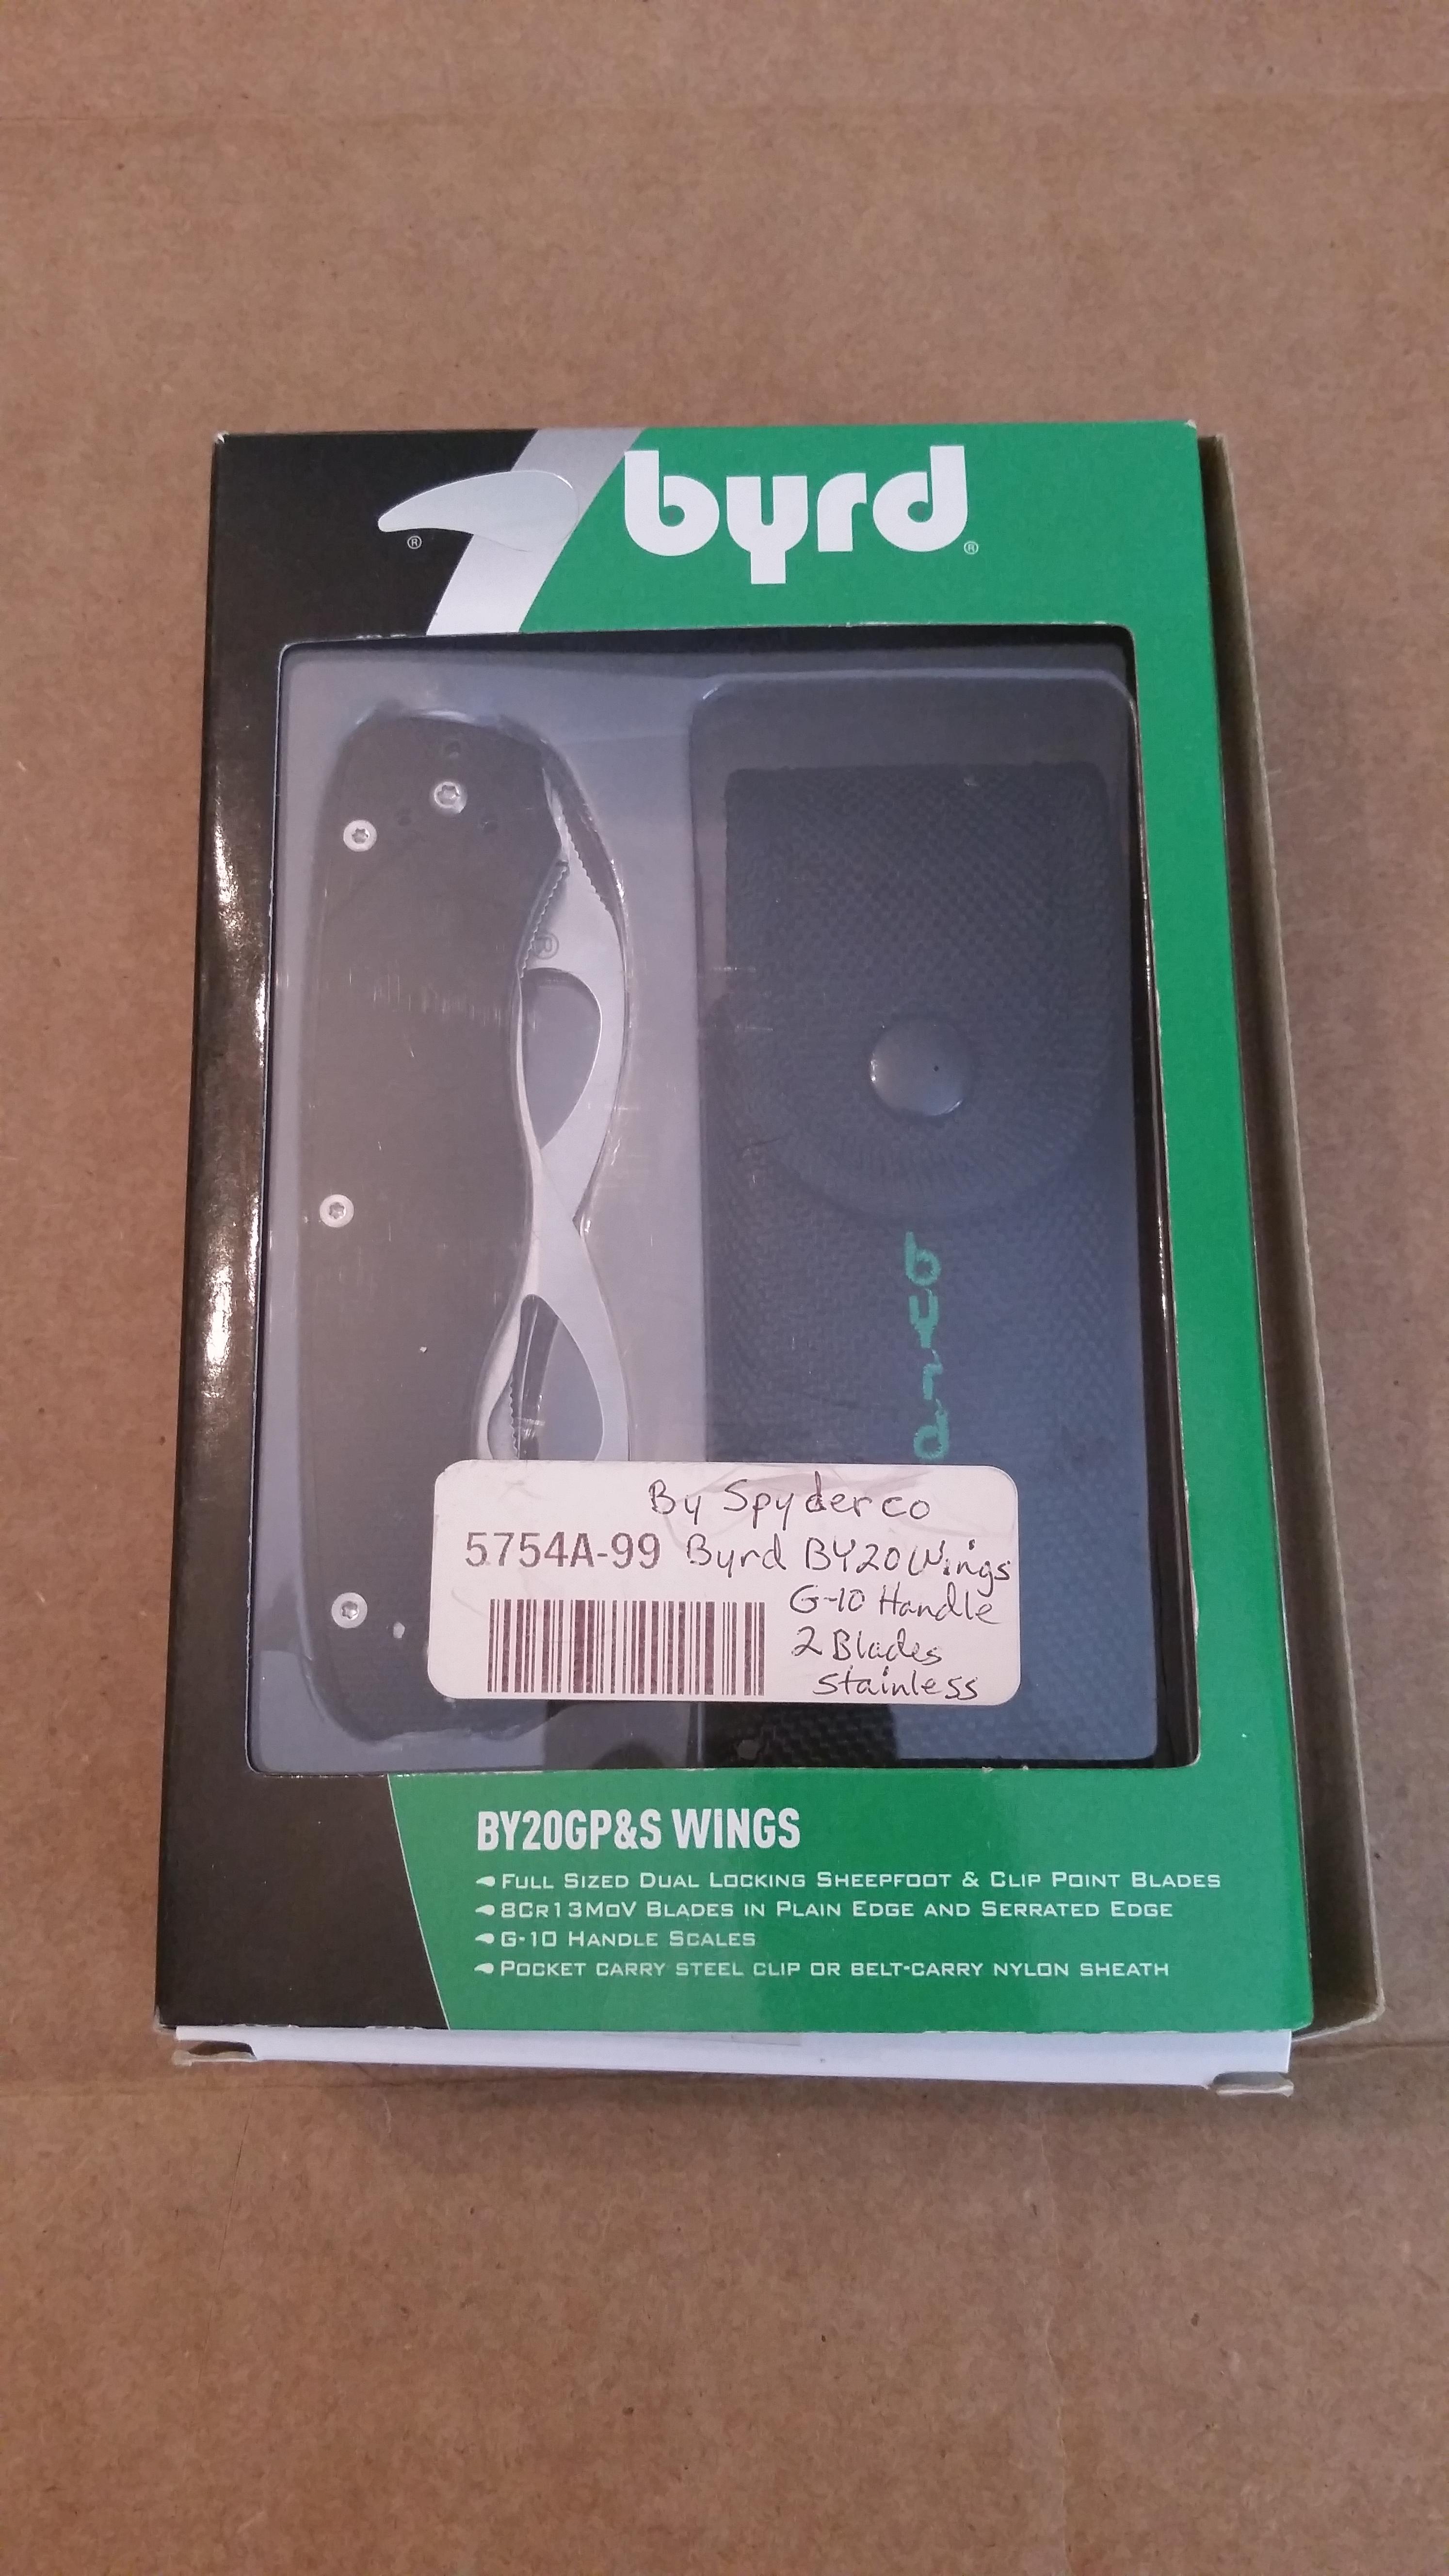 byrd®
®
®
byrd
By Spyderco
5754A-99 Byrd BY20 Wings
G-10 Handle
2 Blades
Stainless
BY20GP&S WINGS
FULL SIZED DUAL LOCKING SHEEPFOOT & CLIP POINT BLADES
8CR13MOV BLADES IN PLAIN EDGE AND SERRATED EDGE
G-10 HANDLE SCALES
POCKET CARRY STEEL CLIP OR BELT-CARRY NYLON SHEATH